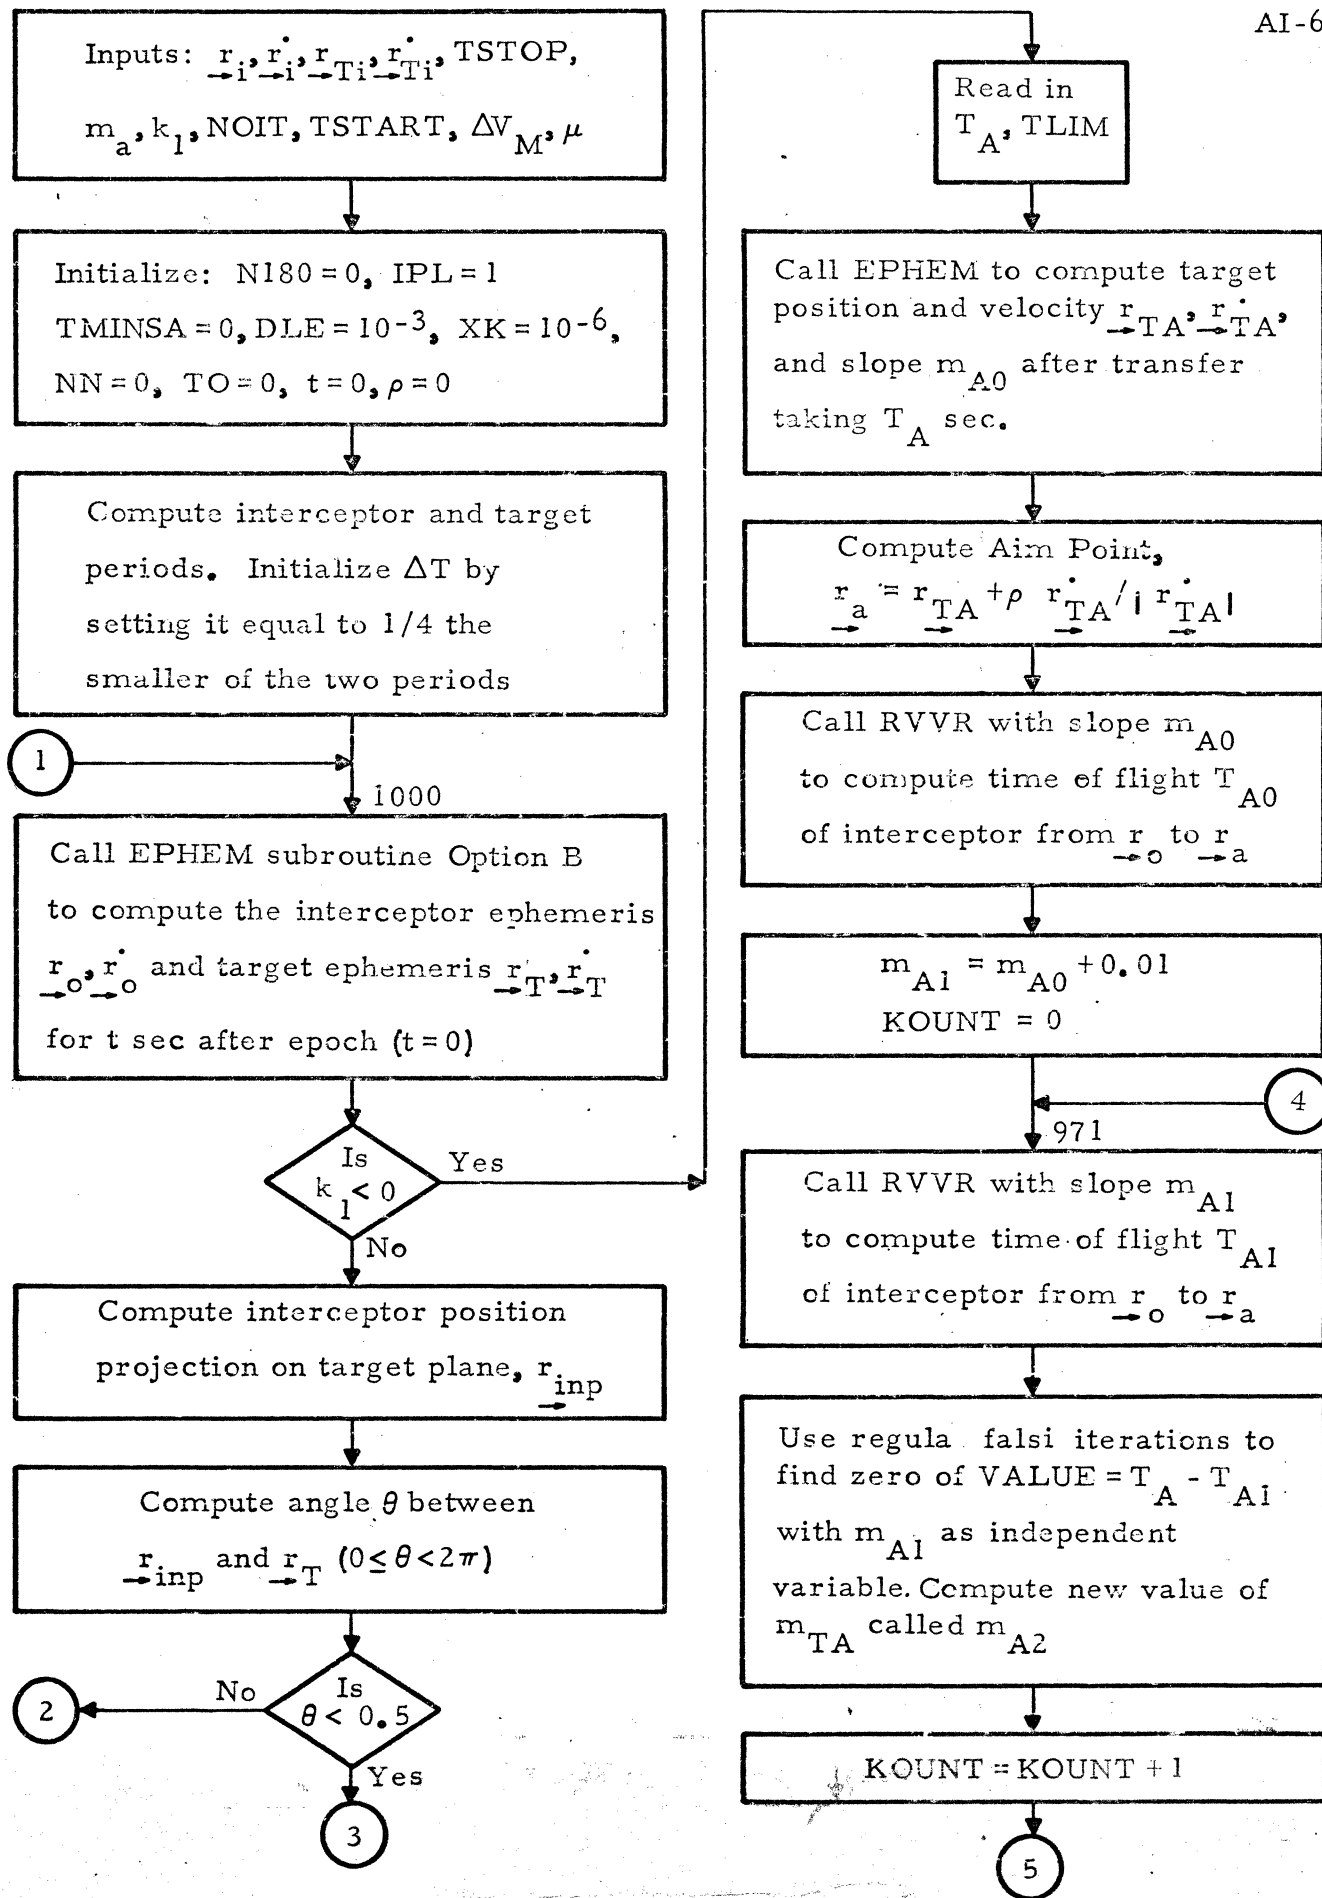 AI-6
Inputs: r_i, ṙ_i, r_Ti, ṙ_Ti, TSTOP,
m_a, k_1, NOIT, TSTART, ΔV_M, μ
Initialize: N180 = 0, IPL = 1
TMINSA = 0, DLE = 10^-3, XK = 10^-6,
NN = 0, TO = 0, t = 0, ρ = 0
Compute interceptor and target
periods. Initialize ΔT by
setting it equal to 1/4 the
smaller of the two periods
1
1000
Call EPHEM subroutine Option B
to compute the interceptor ephemeris
r_o, ṙ_o and target ephemeris r_T, ṙ_T
for t sec after epoch (t = 0)
Is
k_1 < 0
Yes
No
Compute interceptor position
projection on target plane, r_inp
Compute angle θ between
r_inp and r_T (0 ≤ θ < 2π)
Is
θ < 0.5
No
2
Yes
3
Read in
T_A, TLIM
Call EPHEM to compute target
position and velocity r_TA, ṙ_TA,
and slope m_A0 after transfer
taking T_A sec.
Compute Aim Point,
r_a = r_TA + ρ ṙ_TA / | ṙ_TA |
Call RVVR with slope m_A0
to compute time of flight T_A0
of interceptor from r_o to r_a
m_A1 = m_A0 + 0.01
KOUNT = 0
4
971
Call RVVR with slope m_A1
to compute time of flight T_A1
of interceptor from r_o to r_a
Use regula falsi iterations to
find zero of VALUE = T_A - T_A1
with m_A1 as independent
variable. Compute new value of
m_TA called m_A2
KOUNT = KOUNT + 1
5